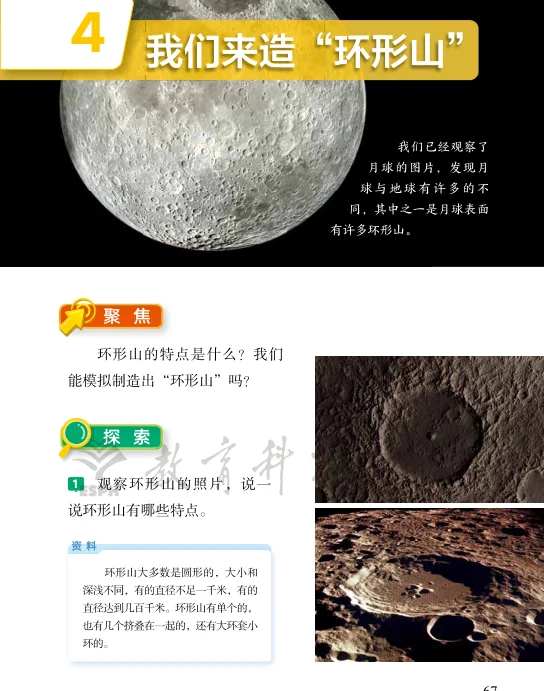 4
我们来造“环形山”
我们已经观察了
月球的图片，发现月
球与地球有许多的不
同，其中之一是月球表面
有许多环形山。
聚 焦
环形山的特点是什么？我们
能模拟制造出“环形山”吗？
探 索
教育科
ESPH
1 观察环形山的照片，说一
说环形山有哪些特点。
资 料
环形山大多数是圆形的，大小和
深浅不同，有的直径不足一千米，有的
直径达到几百千米。环形山有单个的，
也有几个挤叠在一起的，还有大环套小
环的。
67